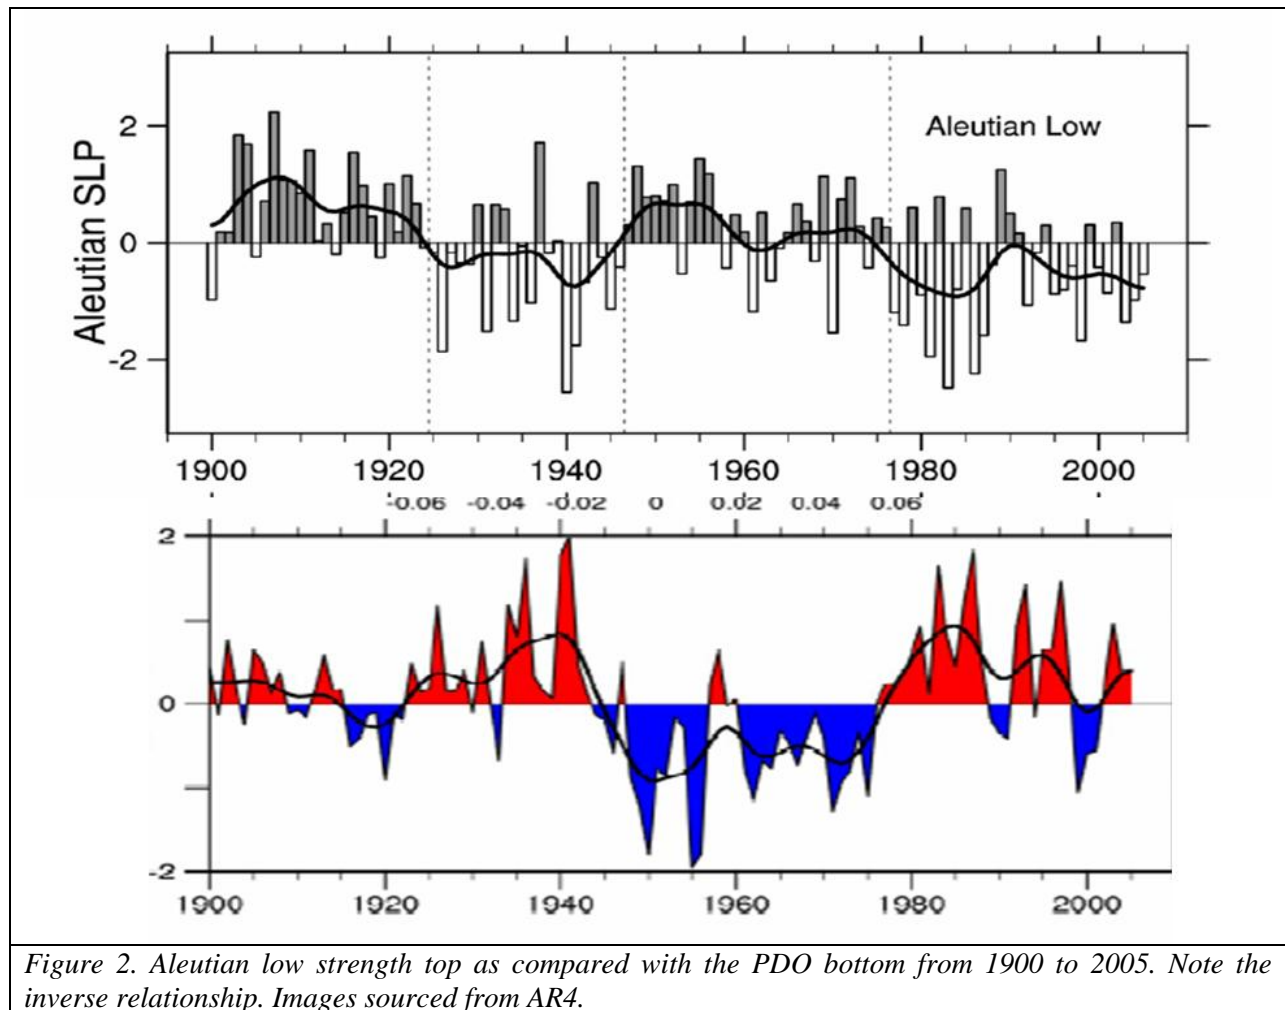 Aleutian Low
Aleutian SLP
2
0
-2
1900 1920 1940 1960 1980 2000
-0.06 -0.04 -0.02 0 0.02 0.04 0.06
2
0
-2
1900 1920 1940 1960 1980 2000
Figure 2. Aleutian low strength top as compared with the PDO bottom from 1900 to 2005. Note the
inverse relationship. Images sourced from AR4.